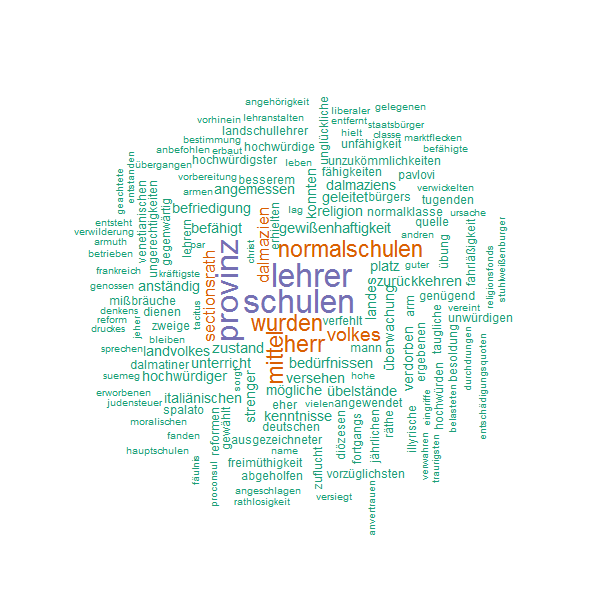 angehörigkeit
liberaler
gelegenen
vorhinein
lehranstalten
entfernt
staatsbürger
landschullehrer
unglückliche
hielt
classe
marktflecken
bestimmung
anbefohlen
erbaut
hochwürdige
unfähigkeit
andren
befähigte
übergangen
hochwürdigster
leben
unzukömmlichkeiten
vorbereitung
besserem
fähigkeiten
pavlovi
geachtete
entstanden
venetianischen
ungerechtigkeiten
gegenwärtig
armen
angemessen
konnten
dalmaziens
verwickelten
geleitet
bürgers
tugenden
befriedigung
lag
religion
normalklasse
ursache
entsteht
verwilderung
lehrern
befähigt
erhielten
gewißenhaftigkeit
quelle
armuth
bar
dalmazien
christ
normalschulen
übung
fahrläßigkeit
betrieben
frankreich
kräftigste
sectionsrath
provinz
lehrer
platz
guter
religionsfonds
stuhlweißenburger
genossen
anständig
schulen
landes
zurückkehren
mißbräuche
tacitus
überwachung
arm
genügend
vereint
denkens
dienen
wurden
verfehlt
unwürdigen
reform
druckes
jeher
zweige
mittel
herr
volkes
verdorben
ergebenen
taugliche
besoldung
bleiben
sprechen
landvolkes
zustand
mann
durchdrungen
entschädigungsquoten
dalmatiner
unterricht
bedürfnissen
suemeg
hochwürdiger
sorge
versehen
hohe
hochwürden
belasteten
erworbenen
italiänischen
strenger
mögliche
übelstände
judensteuer
spalato
gewählt
eher
vielen
angewendet
eingriffe
moralischen
reformen
kenntnisse
räthe
illyrische
fanden
deutschen
diözesen
fortgangs
jährlichen
verwahren
traurigsten
hauptschulen
ausgezeichneter
name
fäulnis
proconsul
freimüthigkeit
zuflucht
vorzüglichsten
abgeholfen
angeschlagen
versiegt
rathlosigkeit
anvertrauen